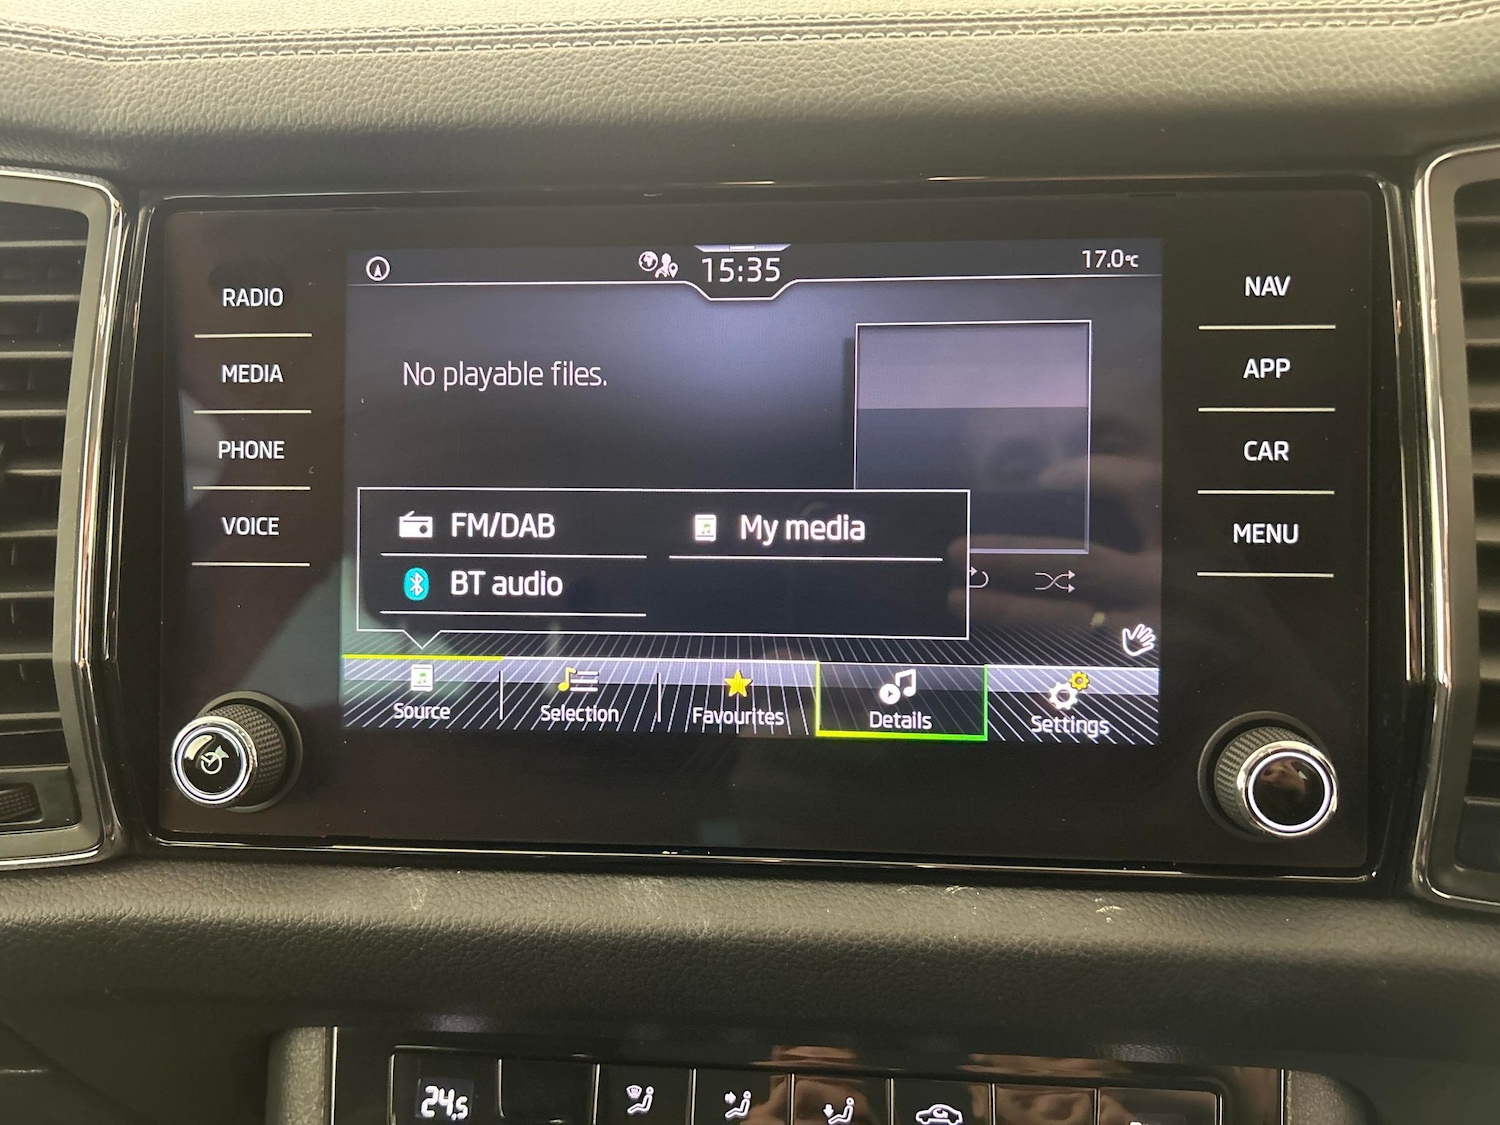 15:35
17.0°C
RADIO
MEDIA
PHONE
VOICE
NAV
APP
CAR
MENU
No playable files.
FM/DAB
My media
BT audio
Source
Selection
Favourites
Details
Settings
24.5